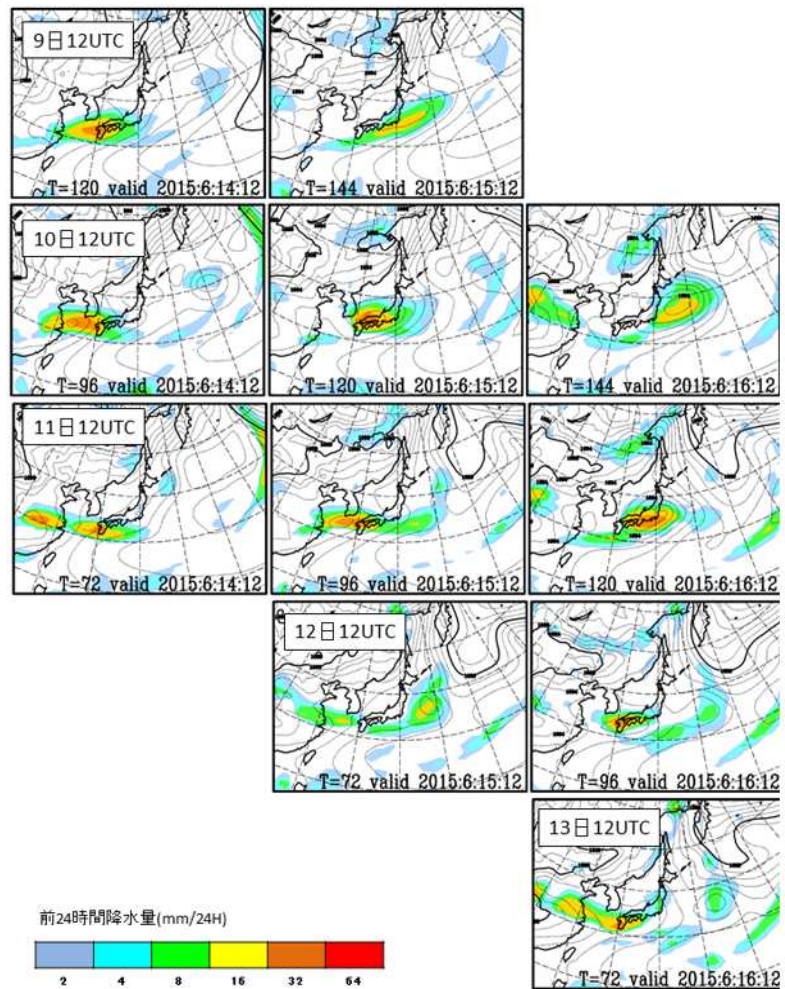 9日12UTC
T=120 valid 2015:6:14:12
T=144 valid 2015:6:15:12
10日12UTC
T=96 valid 2015:6:14:12
T=120 valid 2015:6:15:12
T=144 valid 2015:6:16:12
11日12UTC
T=72 valid 2015:6:14:12
T=96 valid 2015:6:15:12
T=120 valid 2015:6:16:12
12日12UTC
T=72 valid 2015:6:15:12
T=96 valid 2015:6:16:12
13日12UTC
T=72 valid 2015:6:16:12
前24時間降水量(mm/24H)
2 4 8 16 32 64